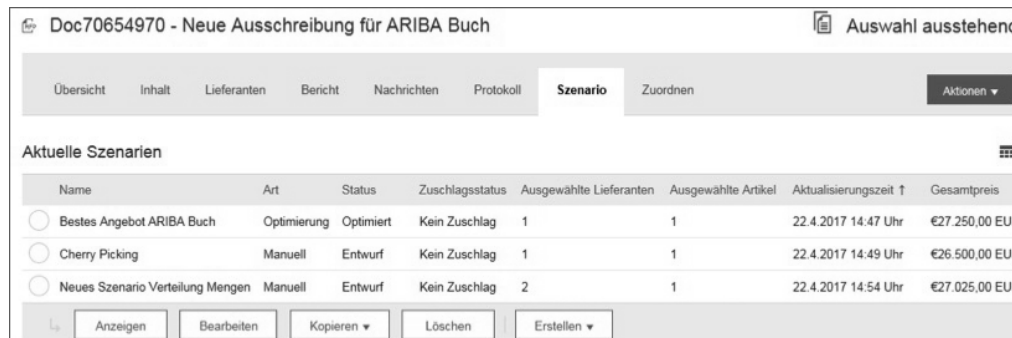 Doc70654970 - Neue Ausschreibung für ARIBA Buch Auswahl ausstehend
Übersicht Inhalt Lieferanten Bericht Nachrichten Protokoll Szenario Zuordnen Aktionen ▾
Aktuelle Szenarien
Name Art Status Zuschlagsstatus Ausgewählte Lieferanten Ausgewählte Artikel Aktualisierungszeit ↑ Gesamtpreis
Bestes Angebot ARIBA Buch Optimierung Optimiert Kein Zuschlag 1 1 22.4.2017 14:47 Uhr €27.250,00 EU
Cherry Picking Manuell Entwurf Kein Zuschlag 1 1 22.4.2017 14:49 Uhr €26.500,00 EU
Neues Szenario Verteilung Mengen Manuell Entwurf Kein Zuschlag 2 1 22.4.2017 14:54 Uhr €27.025,00 EU
Anzeigen Bearbeiten Kopieren ▾ Löschen Erstellen ▾